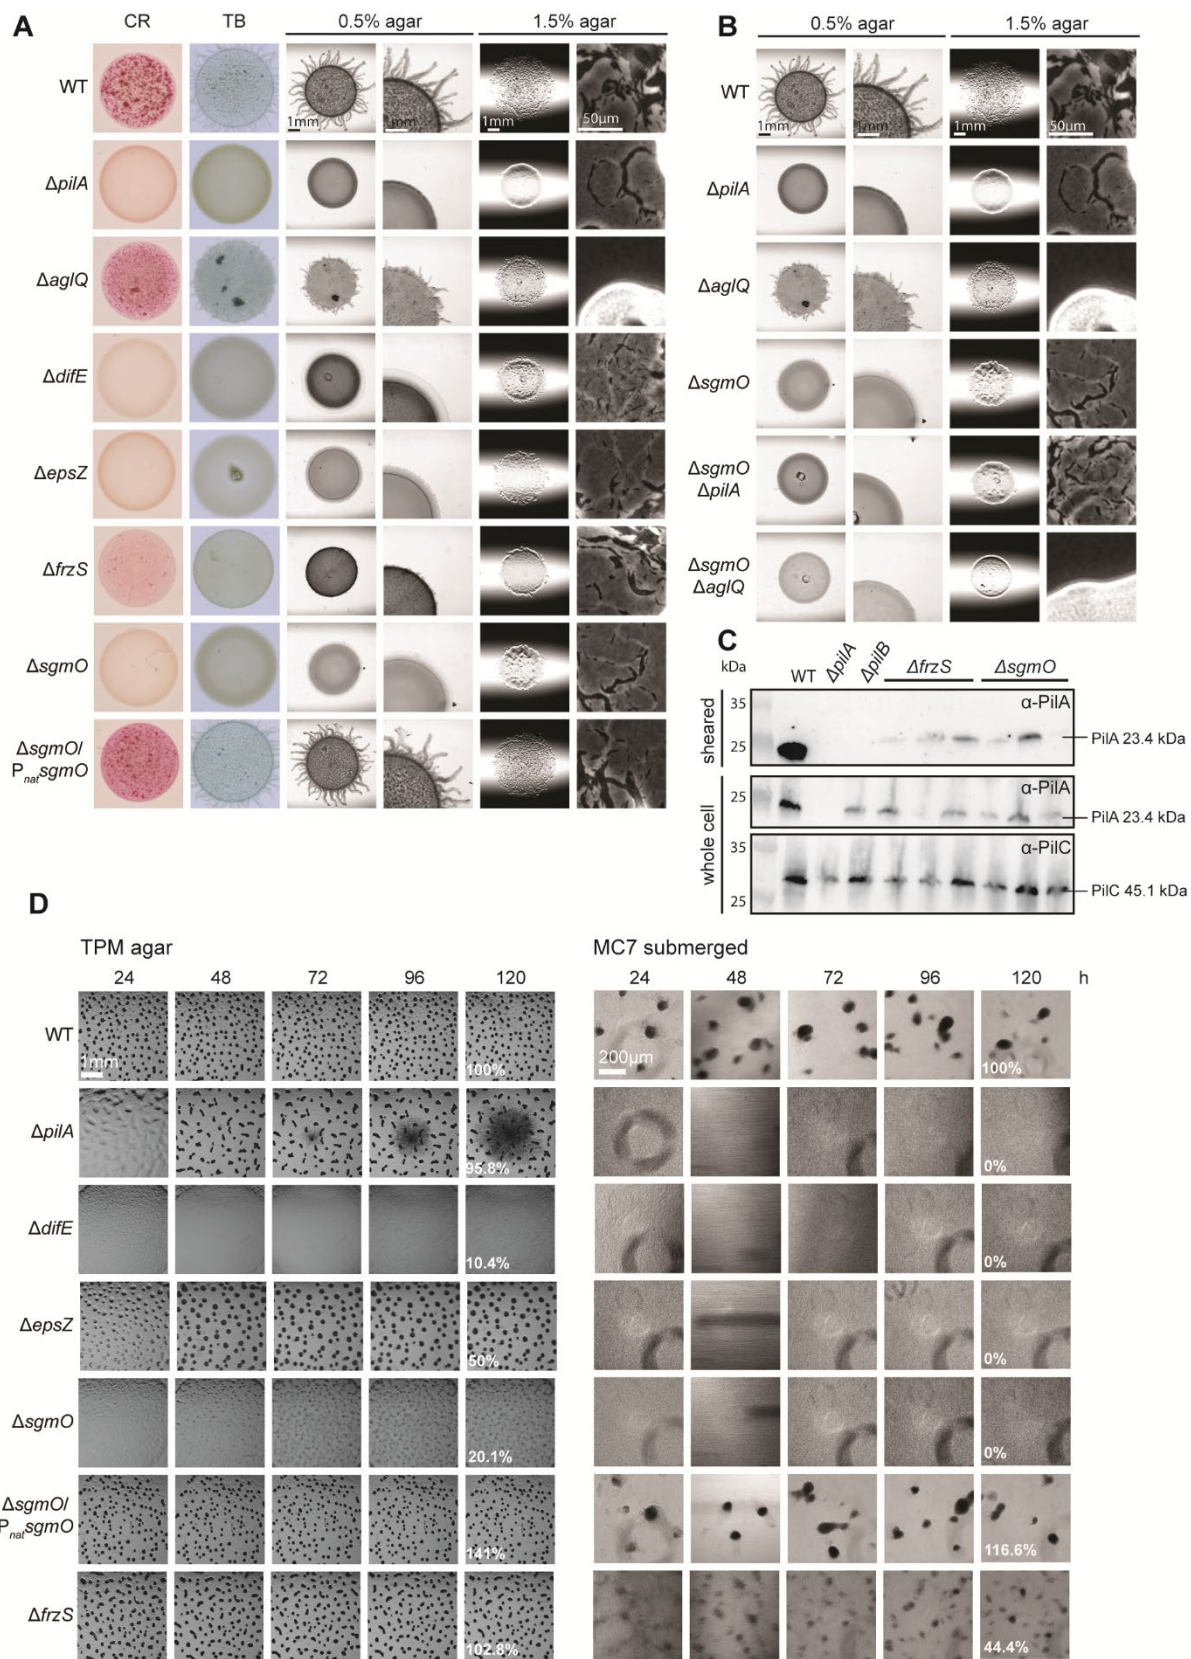 A
CR TB 0.5% agar 1.5% agar
WT
1mm 1mm 1mm 50µm
ΔpilA
ΔaglQ
ΔdifE
ΔepsZ
ΔfrzS
ΔsgmO
ΔsgmO/
PnatsgmO
B
0.5% agar 1.5% agar
WT
1mm 1mm 1mm 50µm
ΔpilA
ΔaglQ
ΔsgmO
ΔsgmO
ΔpilA
ΔsgmO
ΔaglQ
C
kDa WT ΔpilA ΔpilB ΔfrzS ΔsgmO
sheared
35 α-PilA
25 PilA 23.4 kDa
whole cell
25 α-PilA
PilA 23.4 kDa
35 α-PilC
25 PilC 45.1 kDa
D
TPM agar
24 48 72 96 120
MC7 submerged
24 48 72 96 120 h
WT
1mm 100%
200µm 100%
ΔpilA
95.8% 0%
ΔdifE
10.4% 0%
ΔepsZ
50% 0%
ΔsgmO
20.1% 0%
ΔsgmO/
PnatsgmO
141% 116.6%
ΔfrzS
102.8% 44.4%